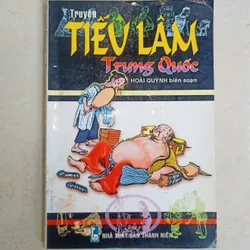 Truyện
TIẾU LÂM
Trung Quốc
HOÀI QUỲNH biên soạn
NHÀ XUẤT BẢN THANH NIÊN